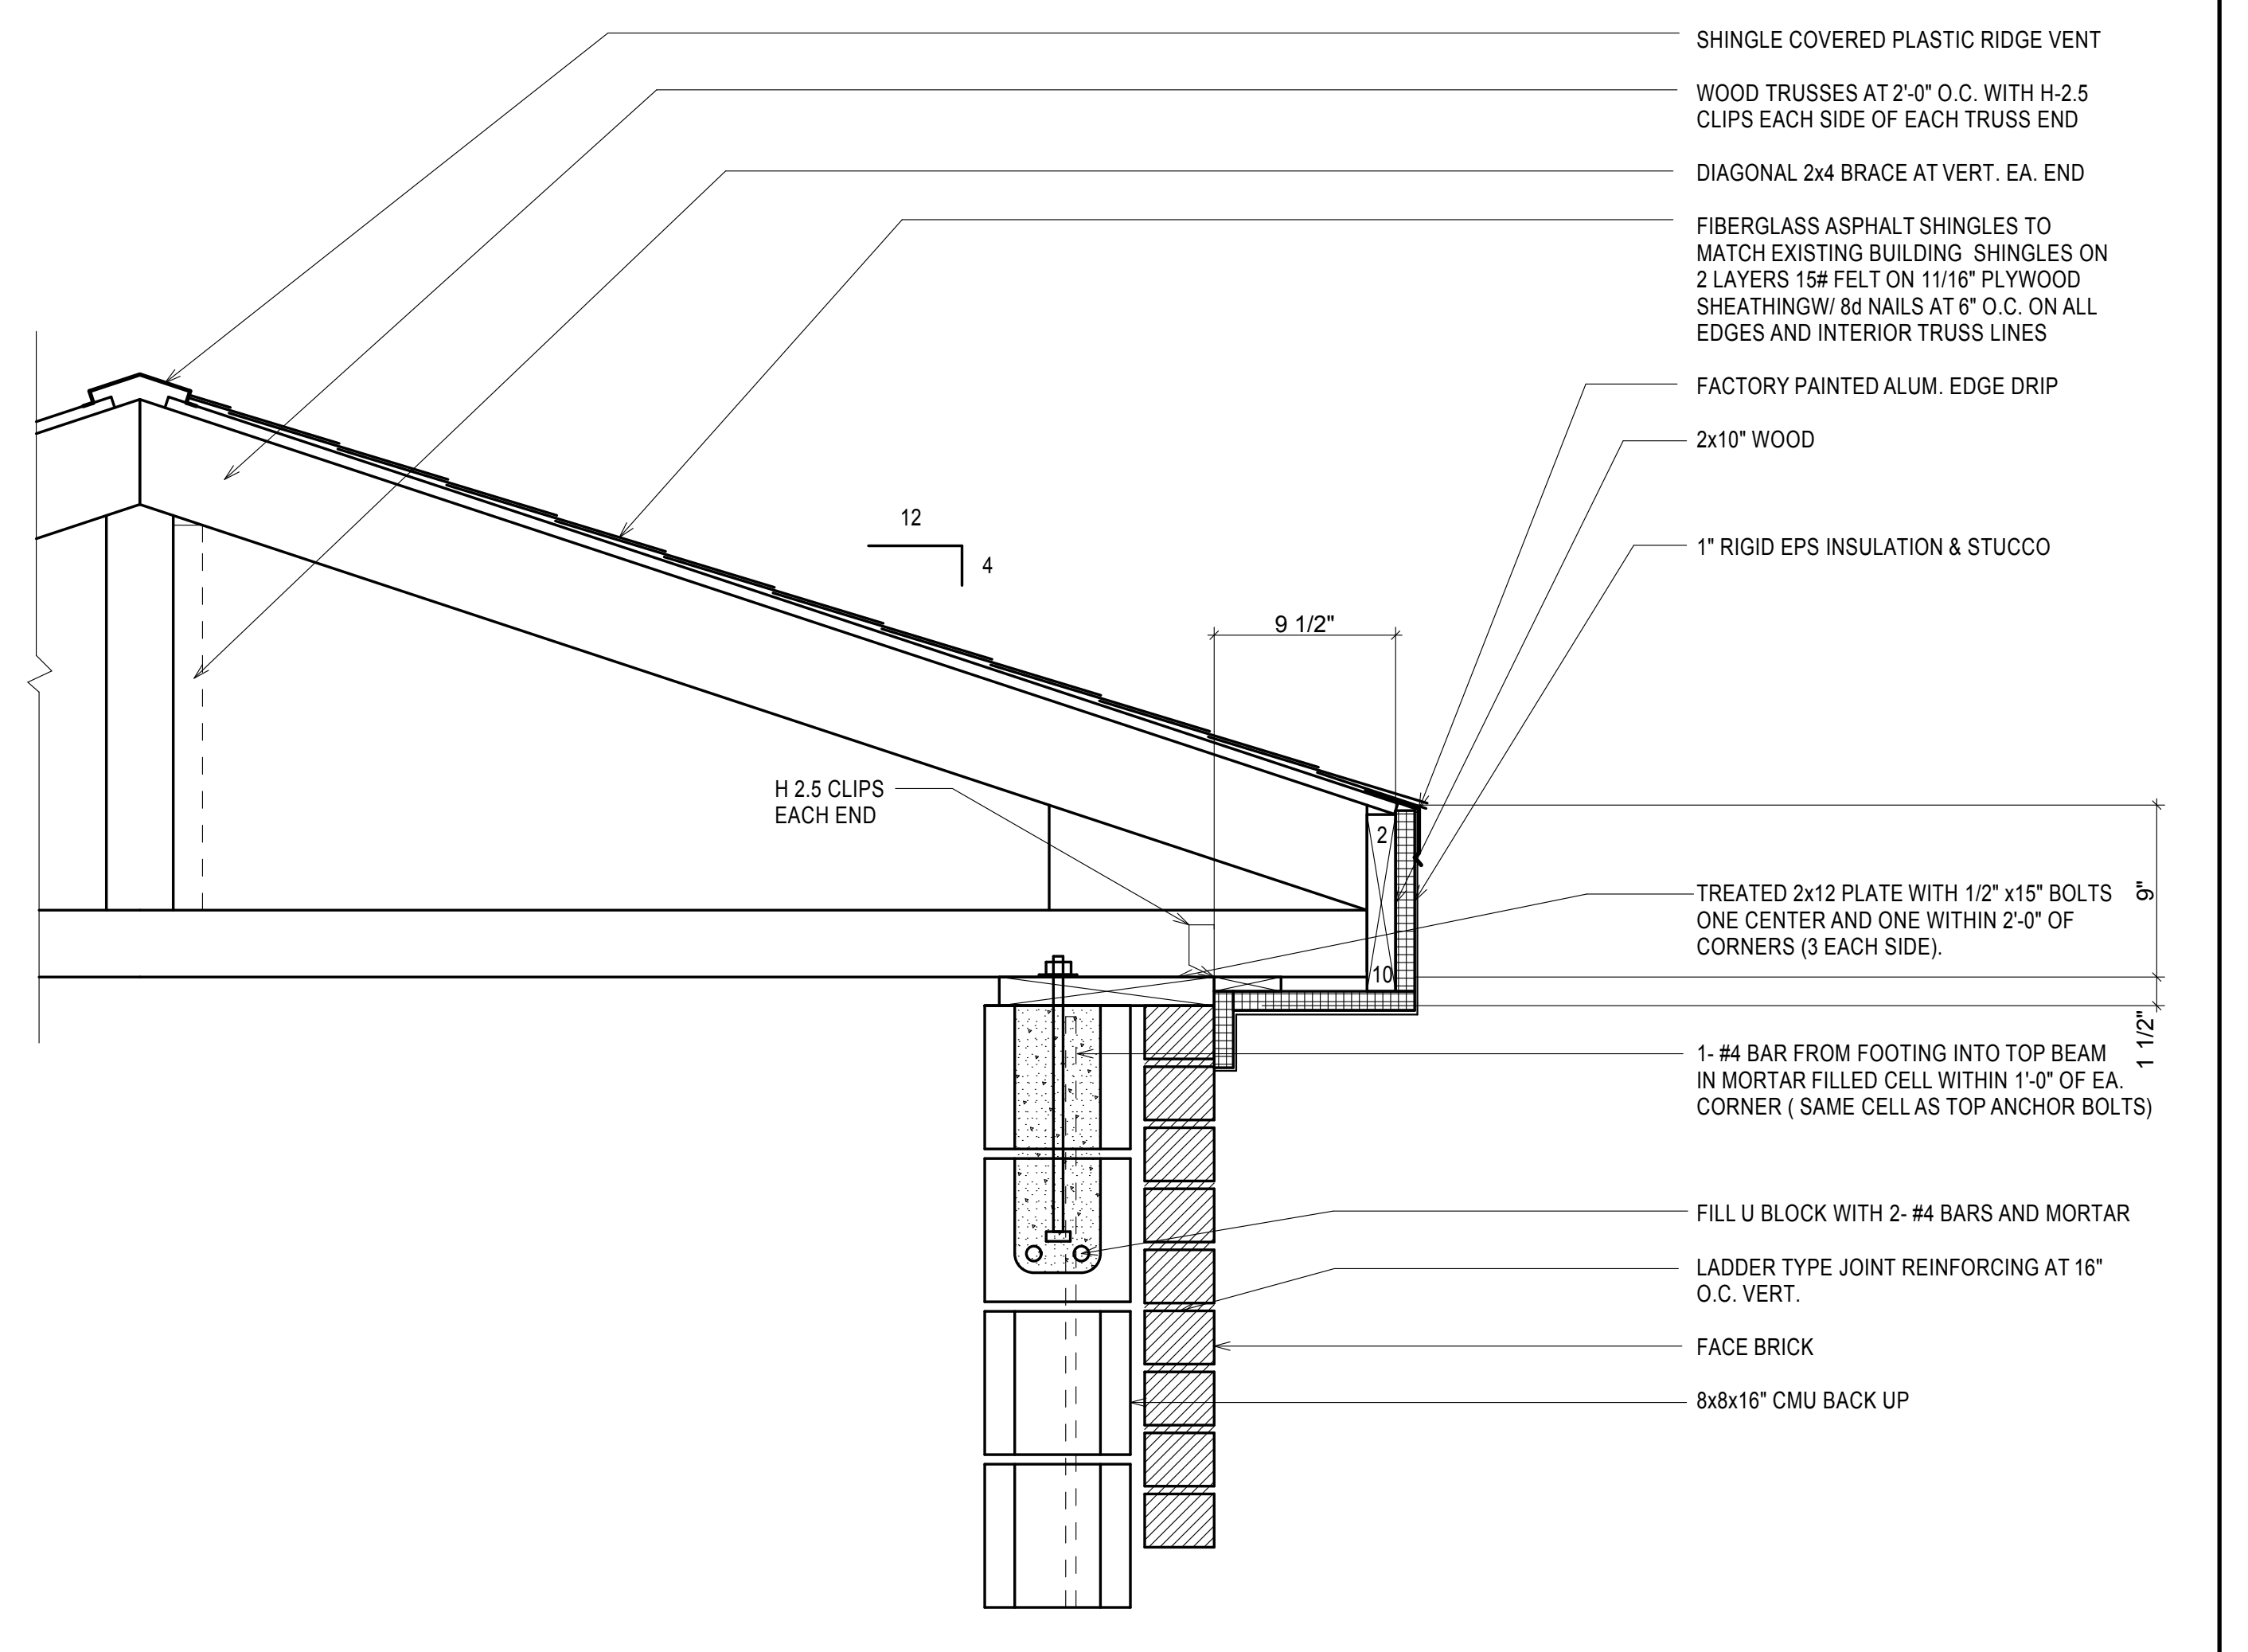 SHINGLE COVERED PLASTIC RIDGE VENT
WOOD TRUSSES AT 2'-0" O.C. WITH H-2.5
CLIPS EACH SIDE OF EACH TRUSS END
DIAGONAL 2x4 BRACE AT VERT. EA. END
FIBERGLASS ASPHALT SHINGLES TO
MATCH EXISTING BUILDING SHINGLES ON
2 LAYERS 15# FELT ON 11/16" PLYWOOD
SHEATHINGW/ 8d NAILS AT 6" O.C. ON ALL
EDGES AND INTERIOR TRUSS LINES
FACTORY PAINTED ALUM. EDGE DRIP
2x10" WOOD
12
4
1" RIGID EPS INSULATION & STUCCO
9 1/2"
H 2.5 CLIPS
EACH END
2
10
TREATED 2x12 PLATE WITH 1/2" x15" BOLTS
ONE CENTER AND ONE WITHIN 2'-0" OF
CORNERS (3 EACH SIDE).
9"
1 1/2"
1- #4 BAR FROM FOOTING INTO TOP BEAM
IN MORTAR FILLED CELL WITHIN 1'-0" OF EA.
CORNER ( SAME CELL AS TOP ANCHOR BOLTS)
FILL U BLOCK WITH 2- #4 BARS AND MORTAR
LADDER TYPE JOINT REINFORCING AT 16"
O.C. VERT.
FACE BRICK
8x8x16" CMU BACK UP